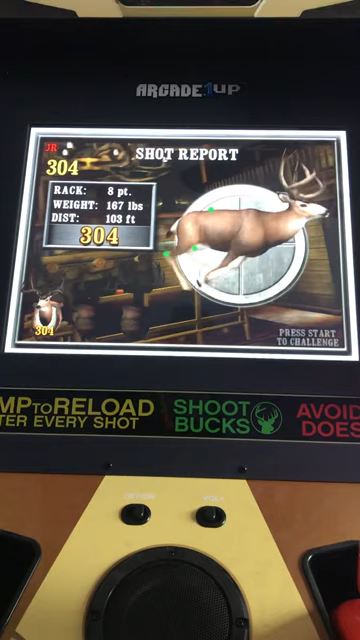 ARCADE1UP
JR
304
SHOT REPORT
RACK: 8 pt.
WEIGHT: 167 lbs
DIST: 103 ft
304
304
PRESS START
TO CHALLENGE
MP TO RELOAD
TER EVERY SHOT
SHOOT
BUCKS
AVOID
DOES
VOL+